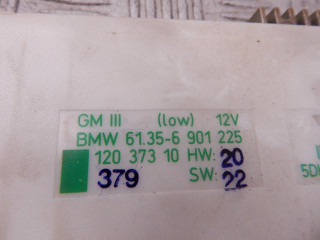 GM III (low) 12V
BMW 61.35-6 901 225
120 373 10 HW: 20
379 SW: 22
5D